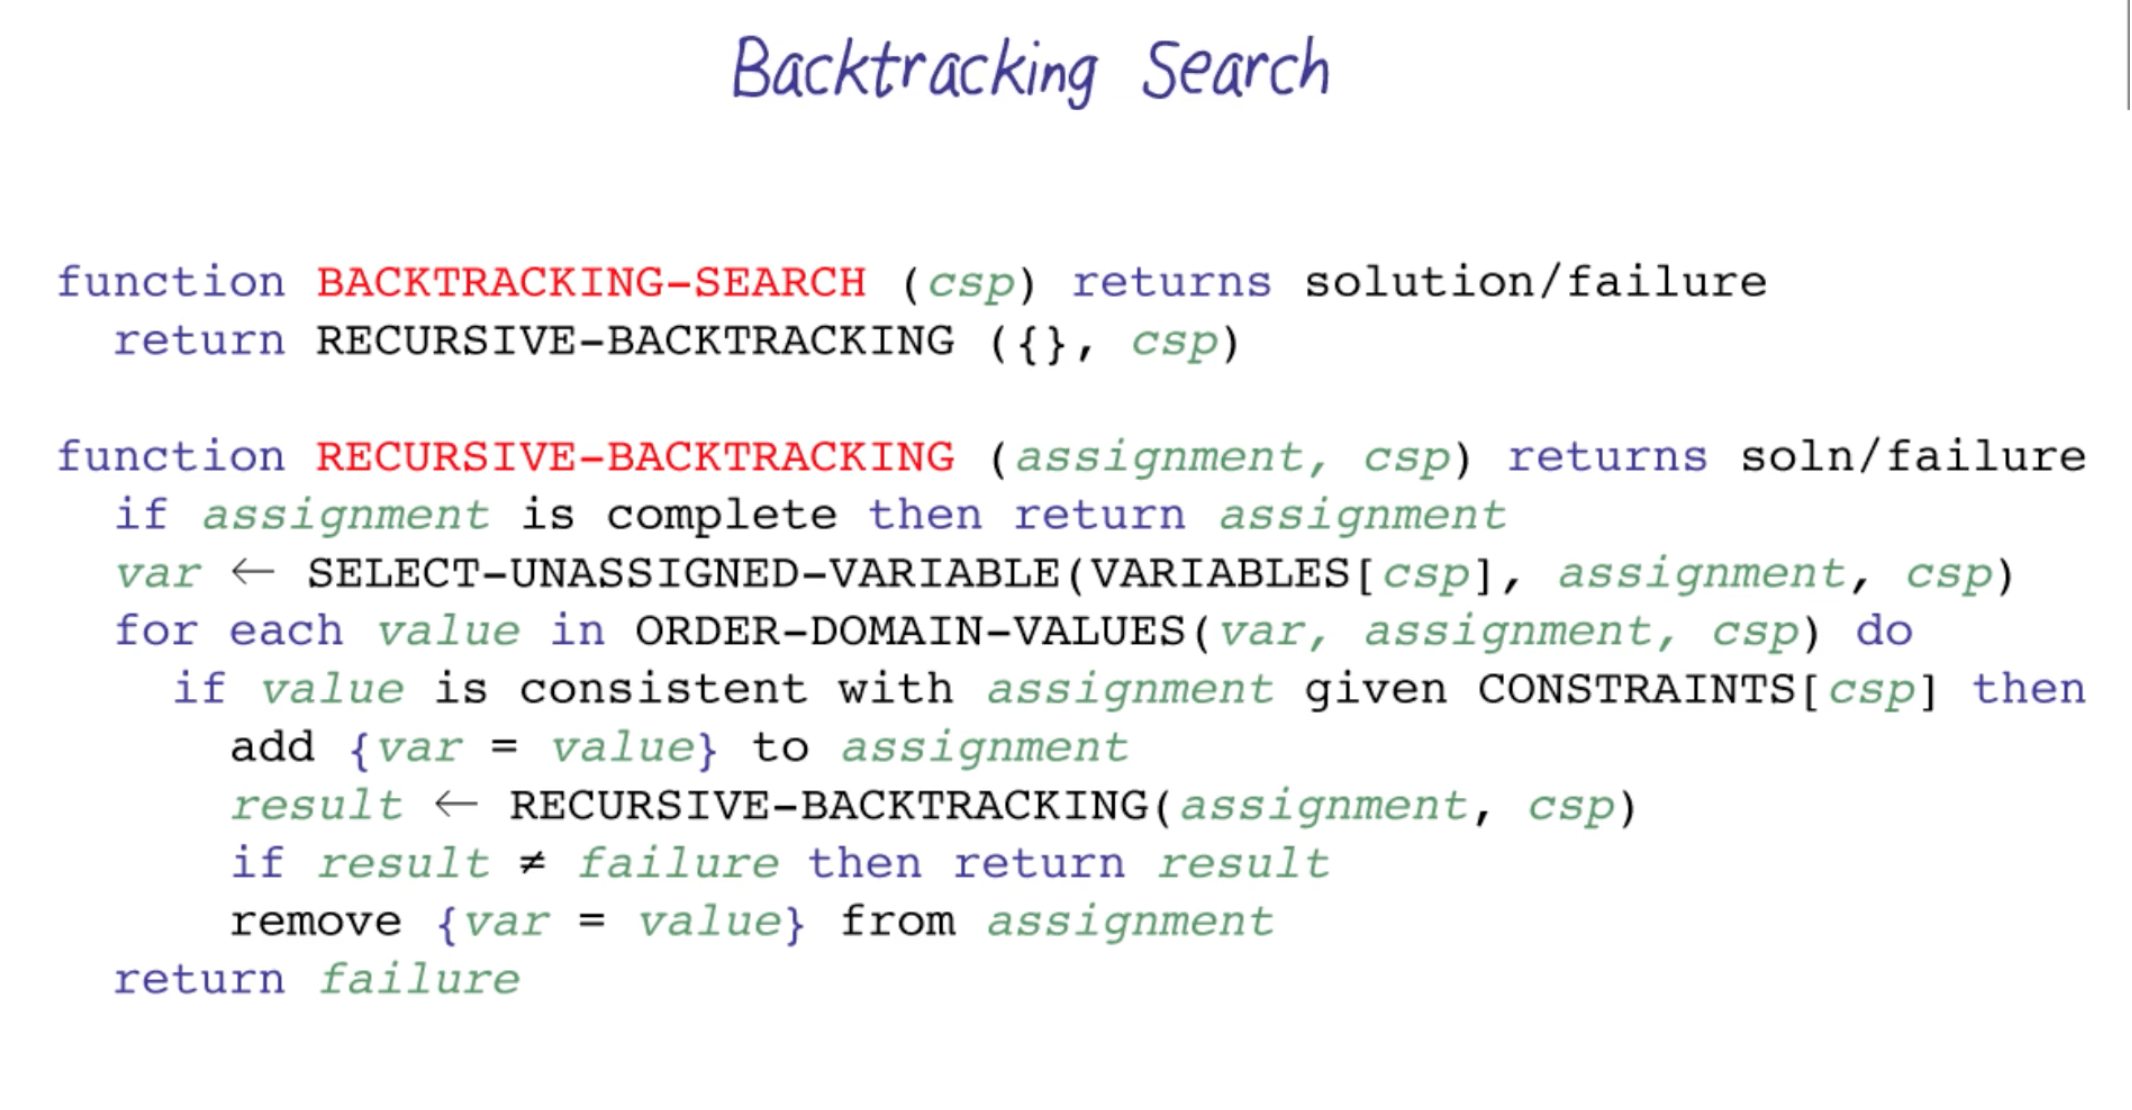 Backtracking Search
function BACKTRACKING-SEARCH (csp) returns solution/failure
return RECURSIVE-BACKTRACKING ({}, csp)
function RECURSIVE-BACKTRACKING (assignment, csp) returns soln/failure
if assignment is complete then return assignment
var ← SELECT-UNASSIGNED-VARIABLE(VARIABLES[csp], assignment, csp)
for each value in ORDER-DOMAIN-VALUES(var, assignment, csp) do
if value is consistent with assignment given CONSTRAINTS[csp] then
add {var = value} to assignment
result ← RECURSIVE-BACKTRACKING(assignment, csp)
if result ≠ failure then return result
remove {var = value} from assignment
return failure